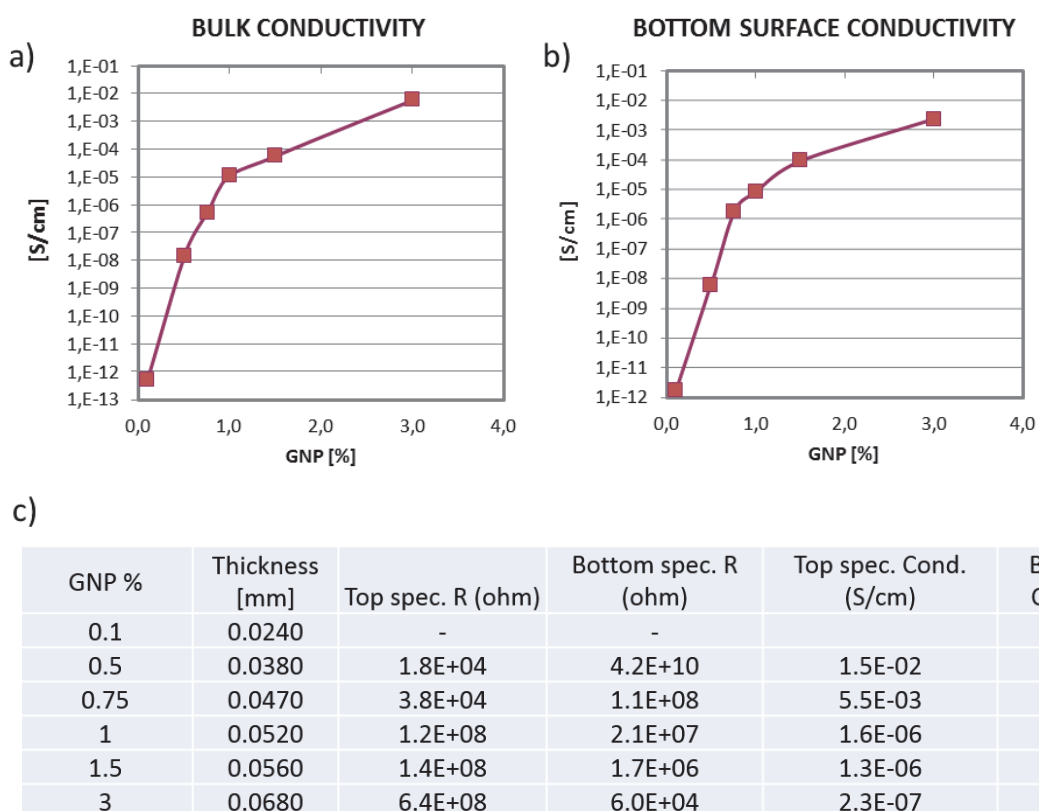 BULK CONDUCTIVITY
a)
1,E-01
1,E-02
1,E-03
1,E-04
1,E-05
1,E-06
1,E-07
1,E-08
1,E-09
1,E-10
1,E-11
1,E-12
1,E-13
[S/cm]
0,0 1,0 2,0 3,0 4,0
GNP [%]
BOTTOM SURFACE CONDUCTIVITY
b)
1,E-01
1,E-02
1,E-03
1,E-04
1,E-05
1,E-06
1,E-07
1,E-08
1,E-09
1,E-10
1,E-11
1,E-12
[S/cm]
0,0 1,0 2,0 3,0 4,0
GNP [%]
c)
GNP % Thickness [mm] Top spec. R (ohm) Bottom spec. R (ohm) Top spec. Cond. (S/cm)
0.1 0.0240 - -
0.5 0.0380 1.8E+04 4.2E+10 1.5E-02
0.75 0.0470 3.8E+04 1.1E+08 5.5E-03
1 0.0520 1.2E+08 2.1E+07 1.6E-06
1.5 0.0560 1.4E+08 1.7E+06 1.3E-06
3 0.0680 6.4E+08 6.0E+04 2.3E-07